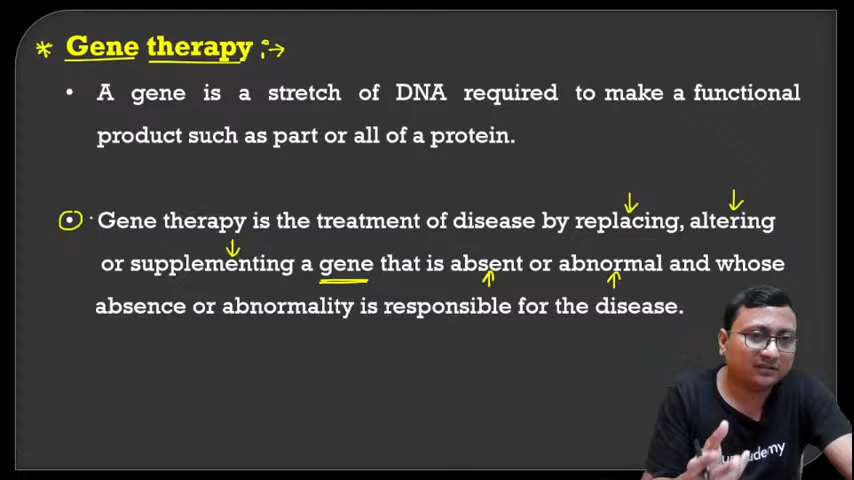 * Gene therapy :→
• A gene is a stretch of DNA required to make a functional
product such as part or all of a protein.
• Gene therapy is the treatment of disease by replacing, altering
or supplementing a gene that is absent or abnormal and whose
absence or abnormality is responsible for the disease.